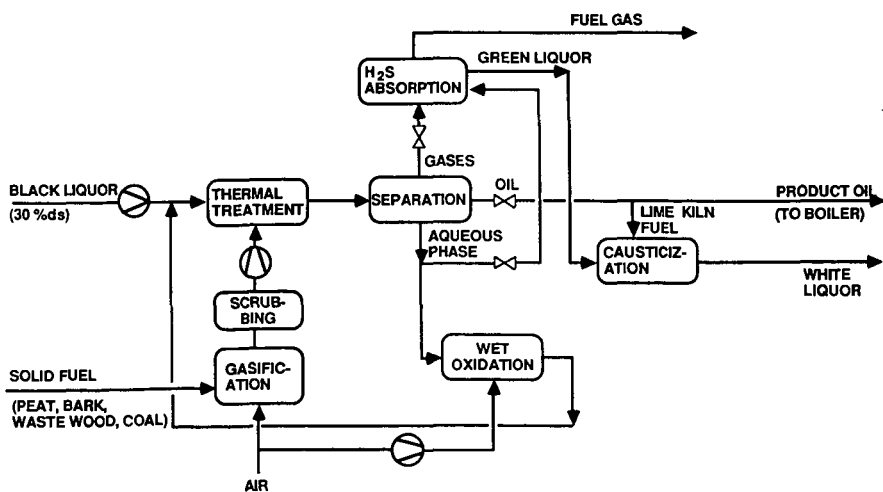 FUEL GAS
GREEN LIQUOR
H2S
ABSORPTION
GASES
BLACK LIQUOR
(30 %ds)
THERMAL
TREATMENT
SEPARATION
OIL
PRODUCT OIL
(TO BOILER)
LIME KILN
FUEL
AQUEOUS
PHASE
CAUSTICIZ-
ATION
WHITE
LIQUOR
SCRUB-
BING
GASIFIC-
ATION
WET
OXIDATION
SOLID FUEL
(PEAT, BARK,
WASTE WOOD, COAL)
AIR